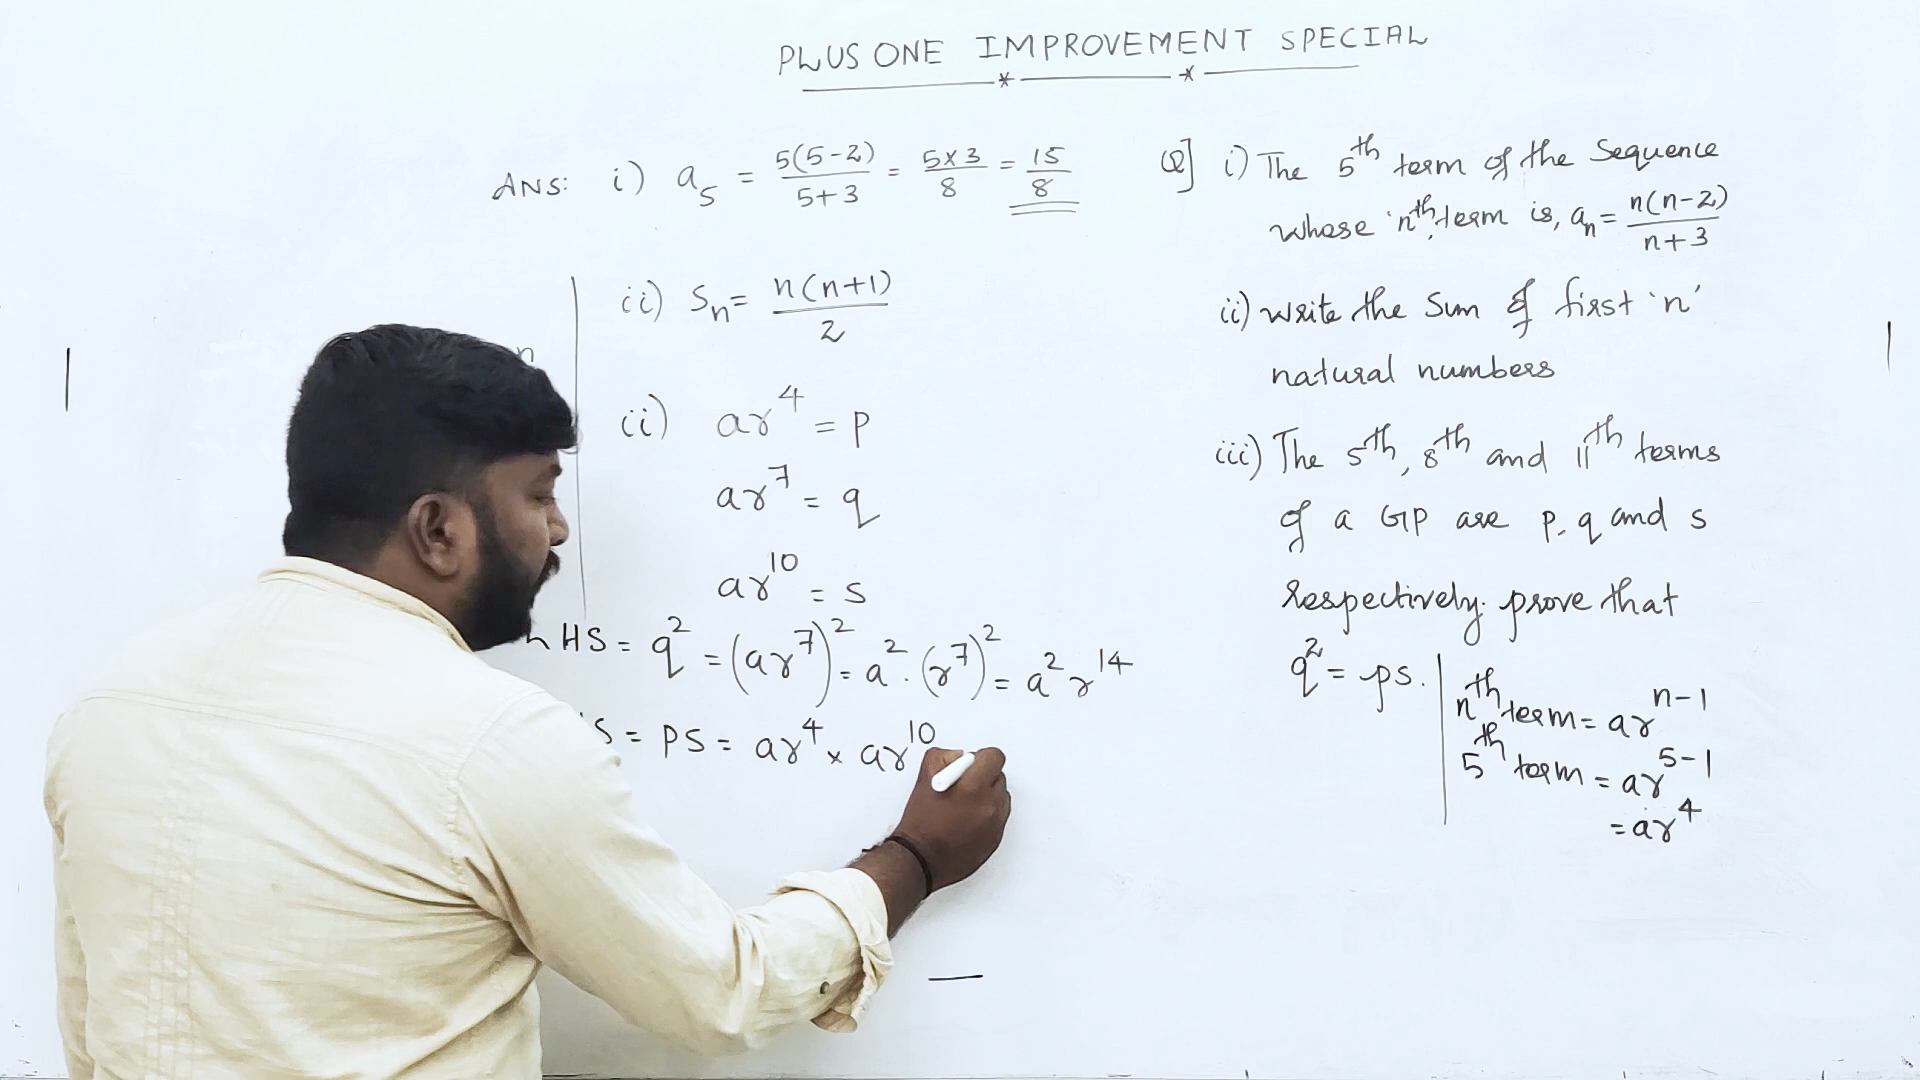 PLUS ONE IMPROVEMENT SPECIAL
ANS: i) a₅ = 5(5-2)/5+3 = 5×3/8 = 15/8
ii) Sn = n(n+1)/2
n
ii) ar⁴ = p
ar⁷ = q
ar¹⁰ = s
HS = q² = (ar⁷)² = a² . (r⁷)² = a² r¹⁴
S = PS = ar⁴ × ar¹⁰
Q] i) The 5th term of the Sequence
whose 'nth' term is, an = n(n-2)/n+3
ii) write the Sum of first 'n'
natural numbers
iii) The 5th, 8th and 11th terms
of a GP are p, q and s
respectively. prove that
q² = ps.
nth term = arⁿ⁻¹
5th term = ar⁵⁻¹
= ar⁴